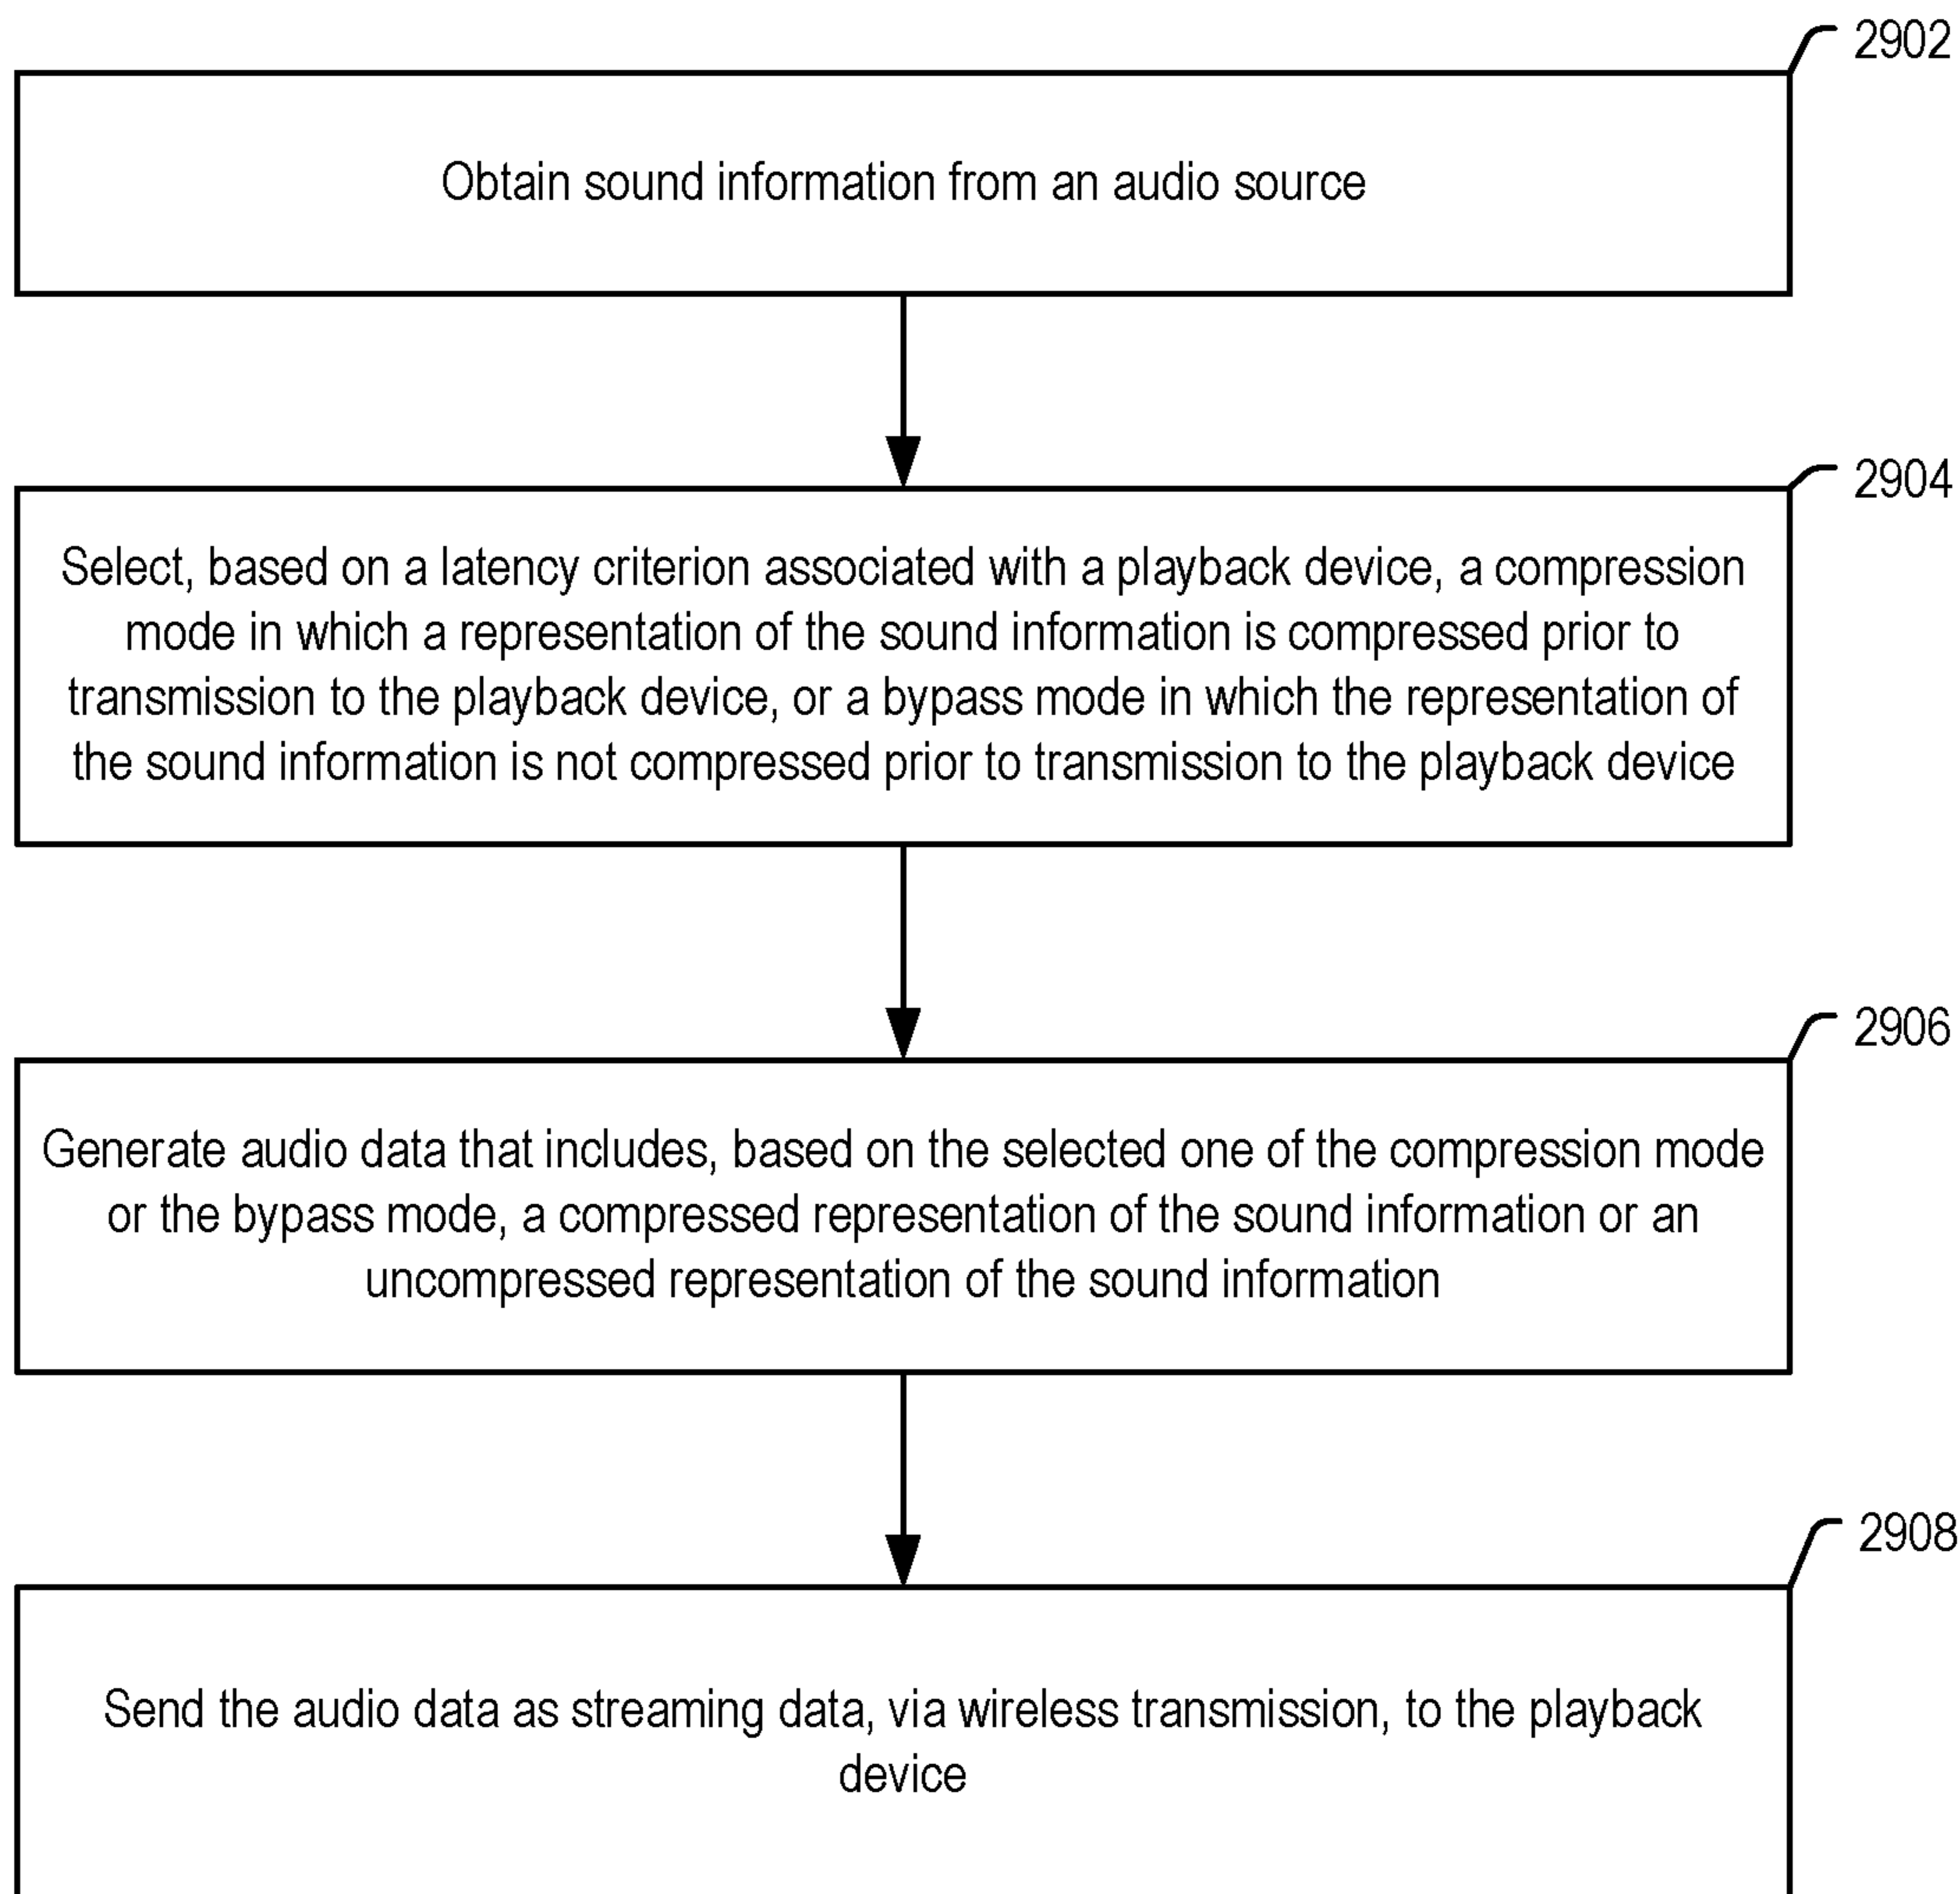 2902
Obtain sound information from an audio source
2904
Select, based on a latency criterion associated with a playback device, a compression
mode in which a representation of the sound information is compressed prior to
transmission to the playback device, or a bypass mode in which the representation of
the sound information is not compressed prior to transmission to the playback device
2906
Generate audio data that includes, based on the selected one of the compression mode
or the bypass mode, a compressed representation of the sound information or an
uncompressed representation of the sound information
2908
Send the audio data as streaming data, via wireless transmission, to the playback
device